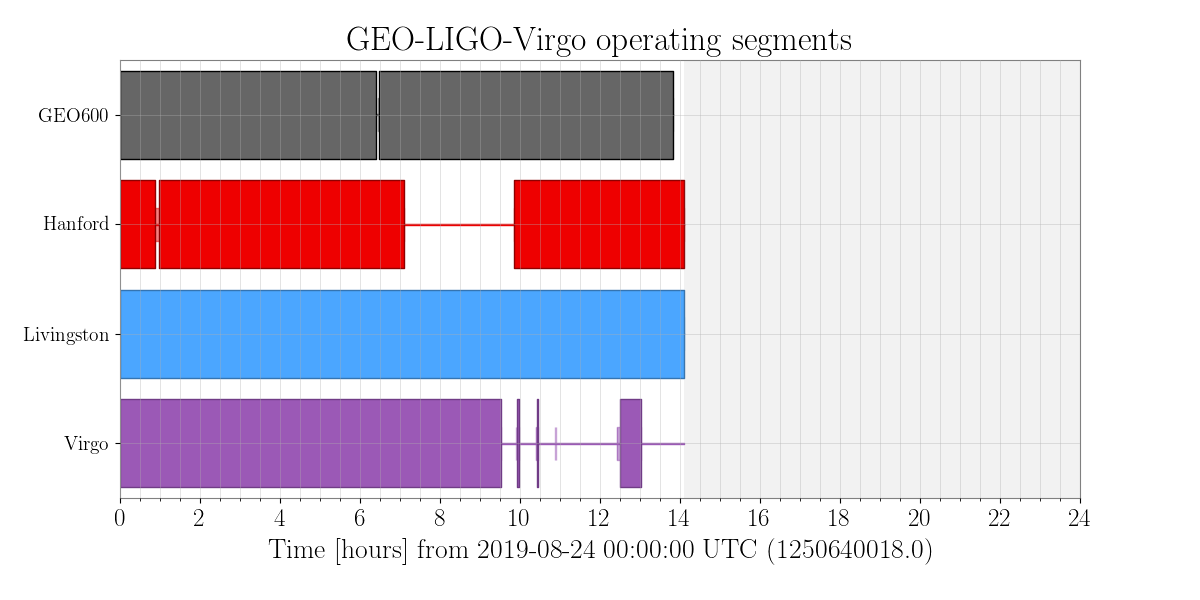 GEO-LIGO-Virgo operating segments
GEO600
Hanford
Livingston
Virgo
0 2 4 6 8 10 12 14 16 18 20 22 24
Time [hours] from 2019-08-24 00:00:00 UTC (1250640018.0)